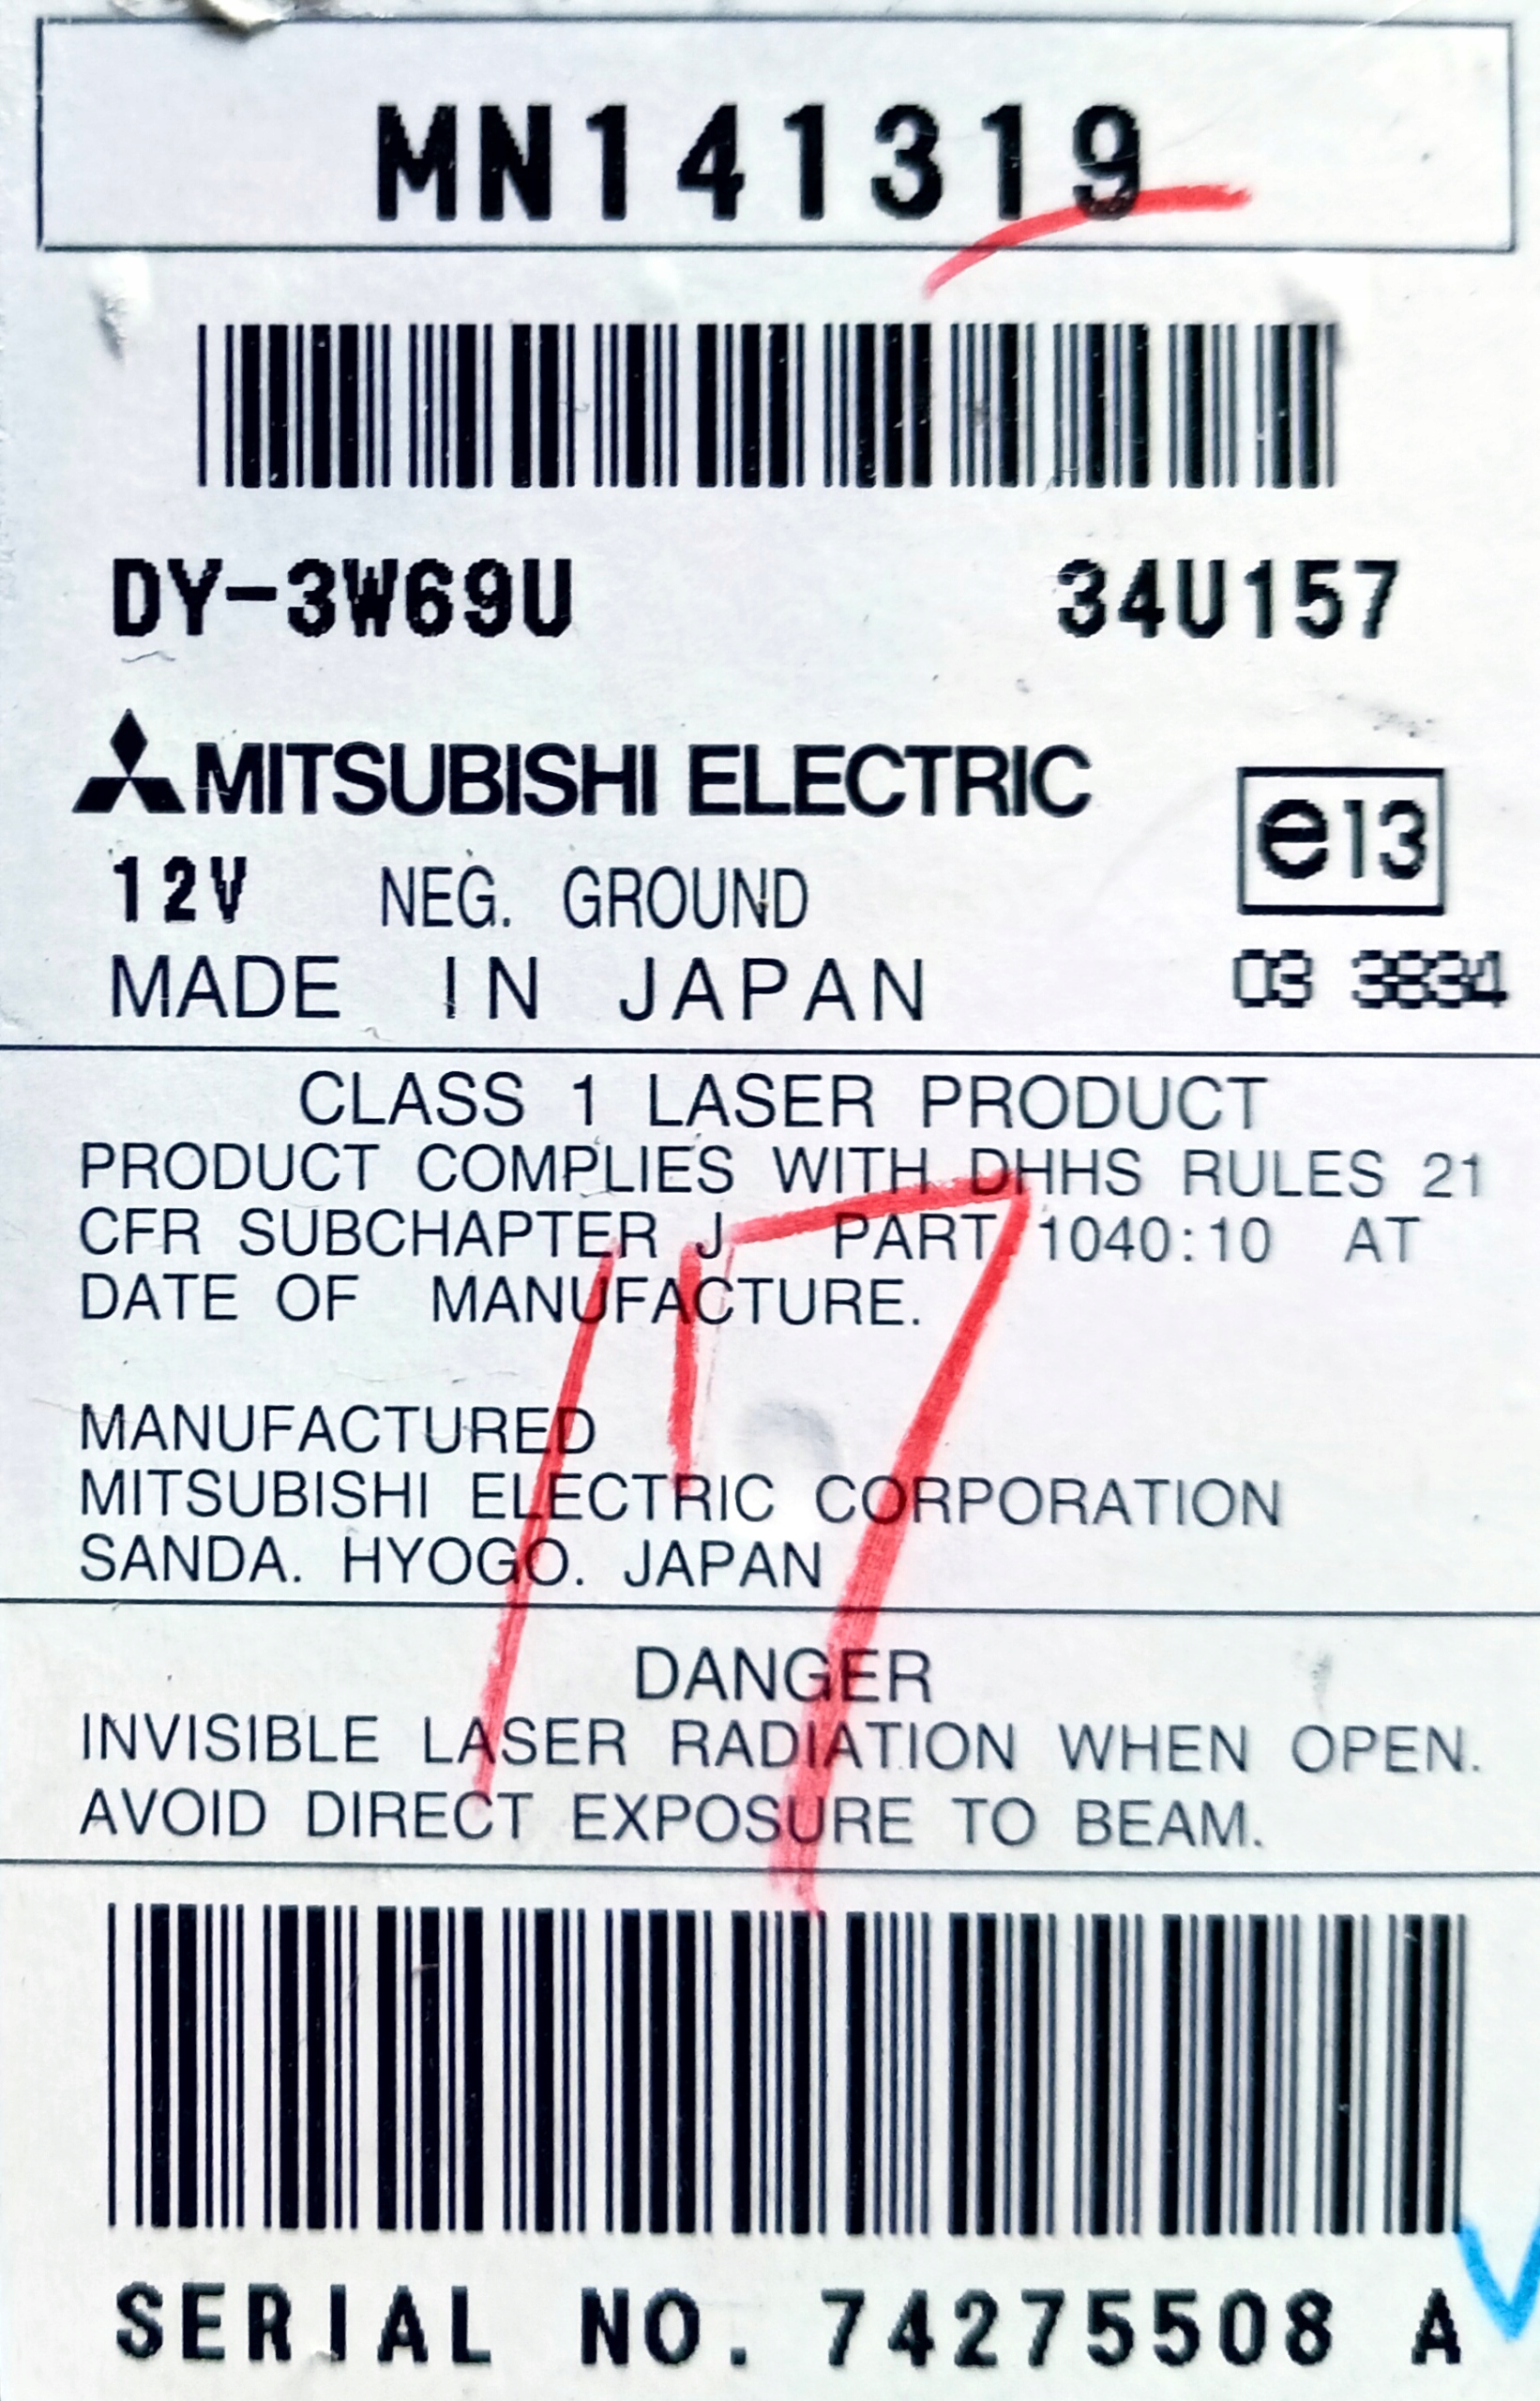 MN141319
DY-3W69U 34U157
MITSUBISHI ELECTRIC
e13
12V NEG. GROUND
MADE IN JAPAN 03 3834
CLASS 1 LASER PRODUCT
PRODUCT COMPLIES WITH DHHS RULES 21
CFR SUBCHAPTER J PART 1040:10 AT
DATE OF MANUFACTURE.
MANUFACTURED
MITSUBISHI ELECTRIC CORPORATION
SANDA. HYOGO. JAPAN
17
DANGER
INVISIBLE LASER RADIATION WHEN OPEN.
AVOID DIRECT EXPOSURE TO BEAM.
SERIAL NO. 74275508 A